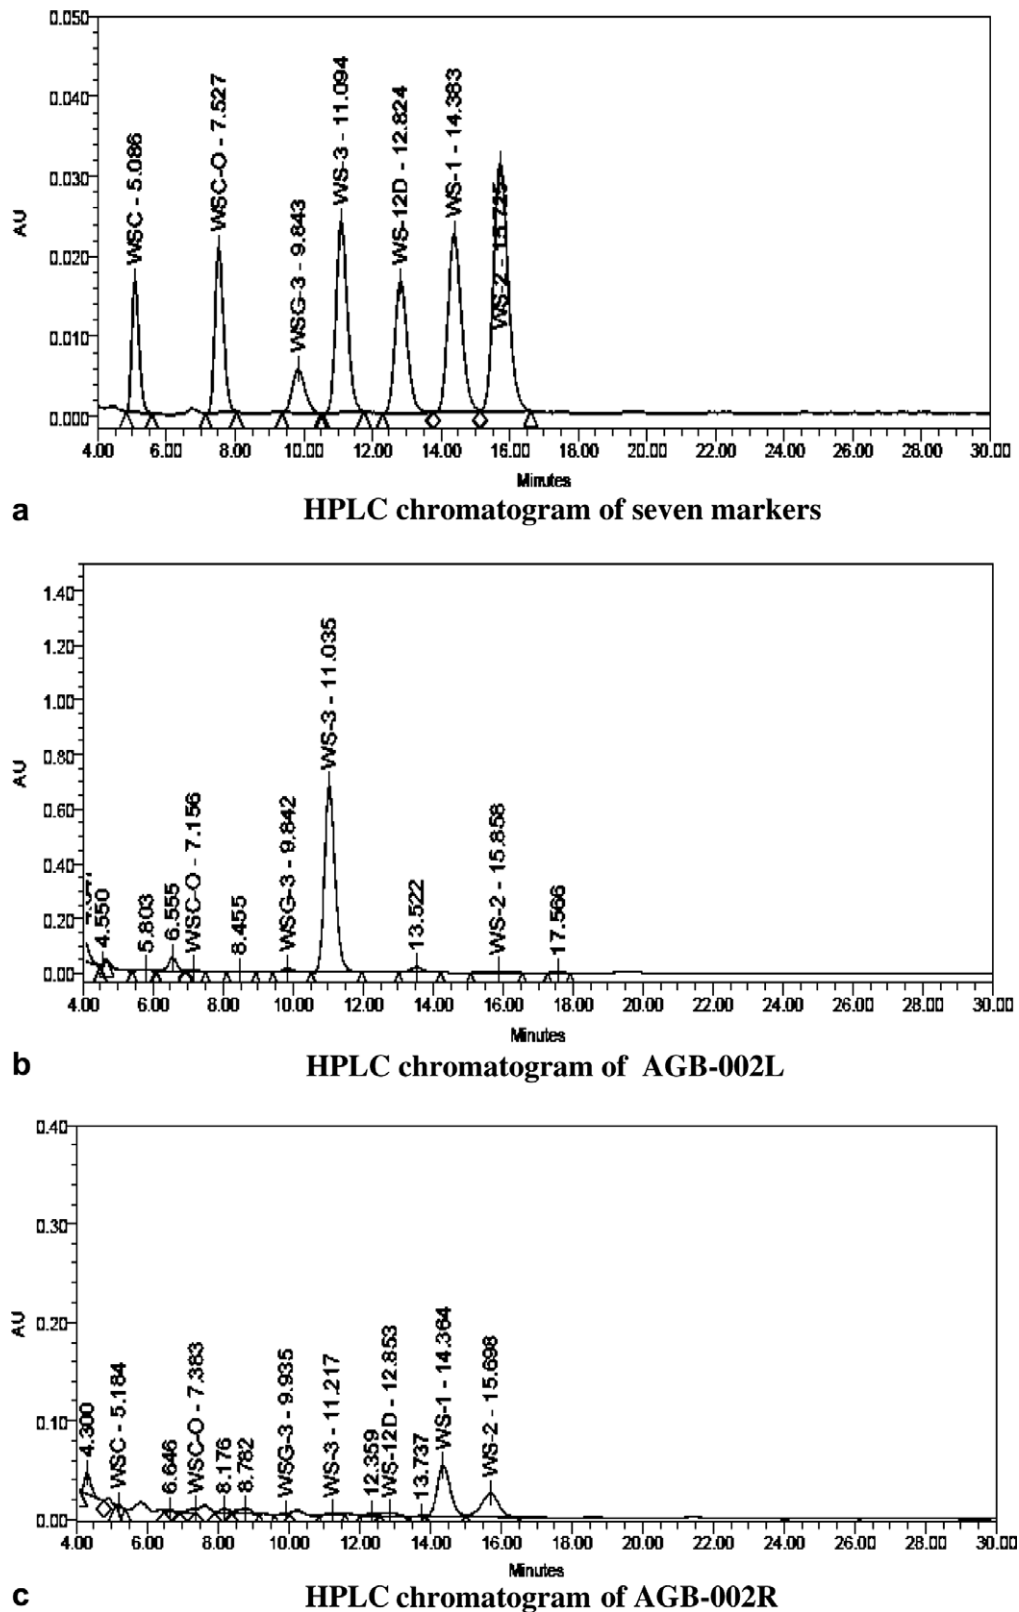 0.050
0.040
0.030
0.020
0.010
0.000
AU
WSC - 5.086
WSC-O - 7.527
WSG-3 - 9.843
WS-3 - 11.094
WS-12D - 12.824
WS-1 - 14.383
WS-2 - 15.725
4.00 6.00 8.00 10.00 12.00 14.00 16.00 18.00 20.00 22.00 24.00 26.00 28.00 30.00
Minutes
a HPLC chromatogram of seven markers
1.40
1.20
1.00
0.80
0.60
0.40
0.20
0.00
AU
4.550
5.803
6.555
WSC-O - 7.156
8.455
WSG-3 - 9.842
WS-3 - 11.035
13.522
WS-2 - 15.858
17.566
4.00 6.00 8.00 10.00 12.00 14.00 16.00 18.00 20.00 22.00 24.00 26.00 28.00 30.00
Minutes
b HPLC chromatogram of AGB-002L
0.40
0.30
0.20
0.10
0.00
AU
4.300
WSC - 5.184
6.646
WSC-O - 7.383
8.176
8.782
WSG-3 - 9.935
WS-3 - 11.217
12.359
WS-12D - 12.853
13.737
WS-1 - 14.364
WS-2 - 15.698
4.00 6.00 8.00 10.00 12.00 14.00 16.00 18.00 20.00 22.00 24.00 26.00 28.00 30.00
Minutes
c HPLC chromatogram of AGB-002R